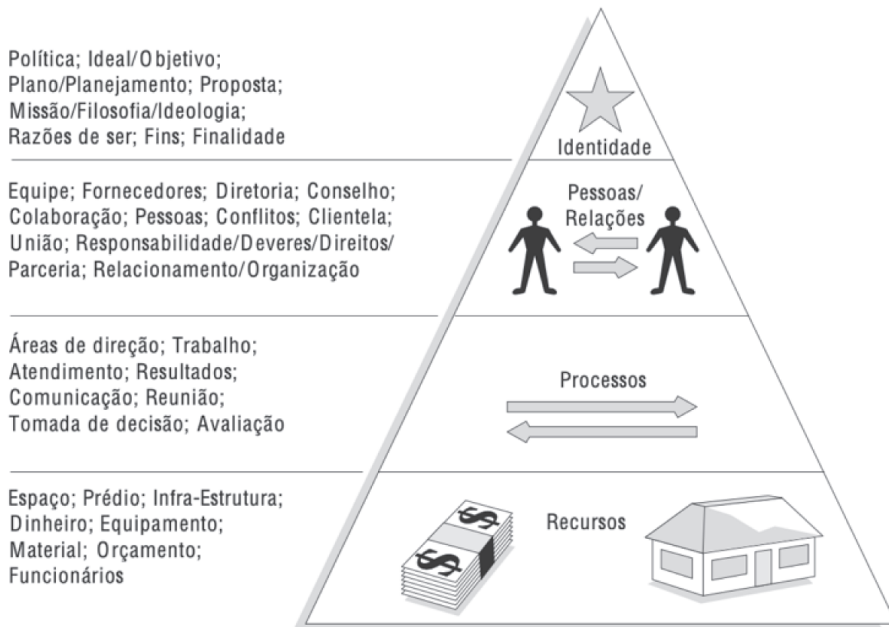 Política; Ideal/Objetivo;
Plano/Planejamento; Proposta;
Missão/Filosofia/Ideologia;
Razões de ser; Fins; Finalidade
Identidade
Equipe; Fornecedores; Diretoria; Conselho;
Colaboração; Pessoas; Conflitos; Clientela;
União; Responsabilidade/Deveres/Direitos/
Parceria; Relacionamento/Organização
Pessoas/
Relações
Áreas de direção; Trabalho;
Atendimento; Resultados;
Comunicação; Reunião;
Tomada de decisão; Avaliação
Processos
Espaço; Prédio; Infra-Estrutura;
Dinheiro; Equipamento;
Material; Orçamento;
Funcionários
$
$
Recursos